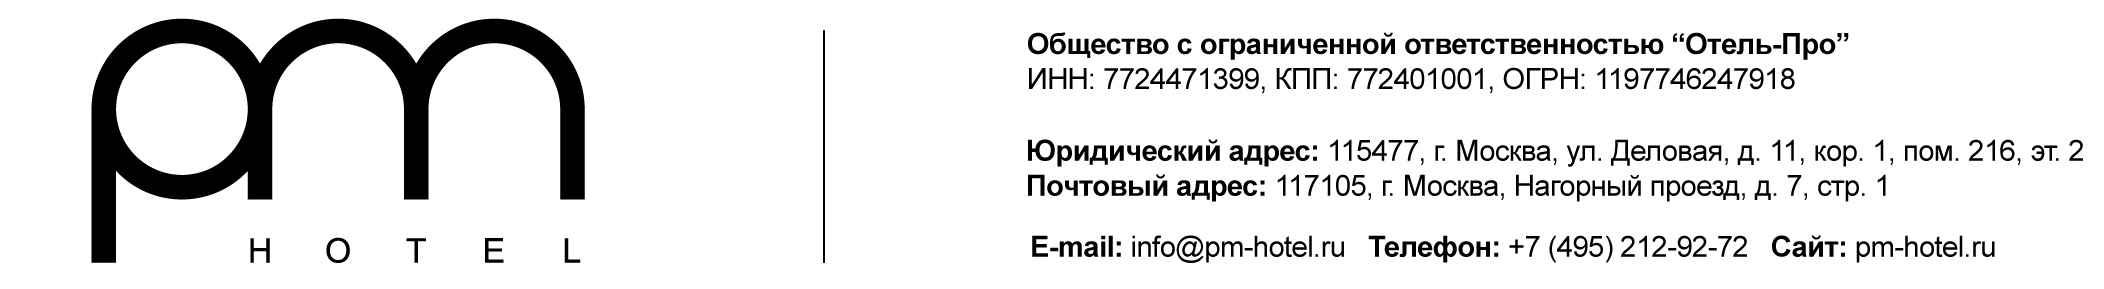 pm
HOTEL
Общество с ограниченной ответственностью “Отель-Про”
ИНН: 7724471399, КПП: 772401001, ОГРН: 1197746247918
Юридический адрес: 115477, г. Москва, ул. Деловая, д. 11, кор. 1, пом. 216, эт. 2
Почтовый адрес: 117105, г. Москва, Нагорный проезд, д. 7, стр. 1
E-mail: info@pm-hotel.ru Телефон: +7 (495) 212-92-72 Сайт: pm-hotel.ru